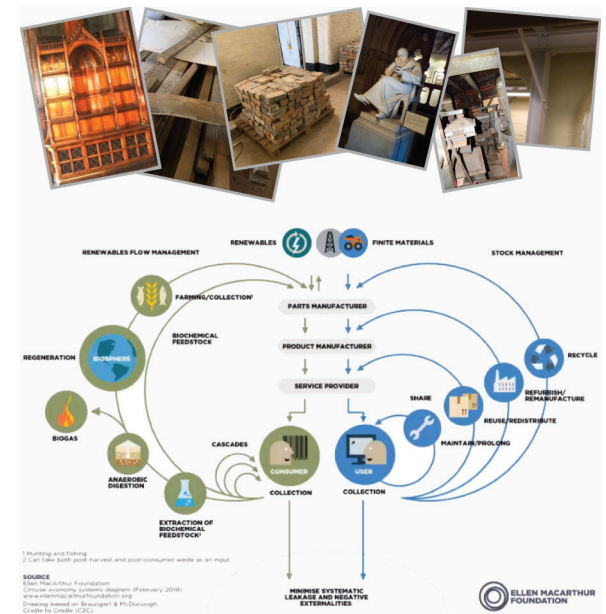 RENEWABLES
FINITE MATERIALS
RENEWABLES FLOW MANAGEMENT
STOCK MANAGEMENT
FARMING/COLLECTION¹
PARTS MANUFACTURER
BIOCHEMICAL
FEEDSTOCK
PRODUCT MANUFACTURER
REGENERATION
BIOSPHERE
RECYCLE
SERVICE PROVIDER
REFURBISH/
REMANUFACTURE
SHARE
REUSE/REDISTRIBUTE
BIOGAS
CASCADES
MAINTAIN/PROLONG
CONSUMER
USER
ANAEROBIC
DIGESTION
COLLECTION
COLLECTION
EXTRACTION OF
BIOCHEMICAL
FEEDSTOCK²
1 Hunting and fishing
2 Can take both post-harvest and post-consumer waste as an input
SOURCE
Ellen MacArthur Foundation
Circular economy systems diagram (February 2019)
www.ellenmacarthurfoundation.org
Drawing based on Braungart & McDonough
Cradle to Cradle (C2C)
MINIMISE SYSTEMATIC
LEAKAGE AND NEGATIVE
EXTERNALITIES
ELLEN MACARTHUR
FOUNDATION